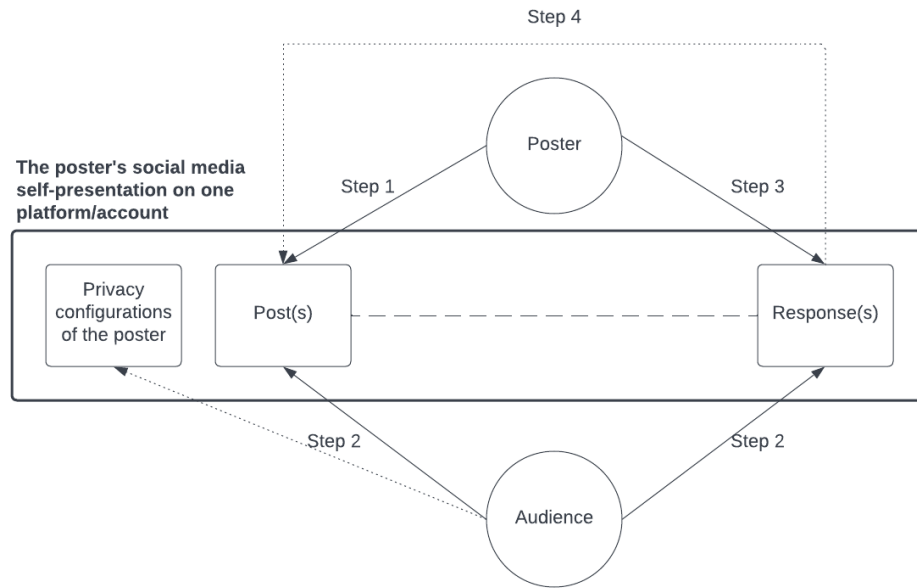 Step 4
Poster
The poster's social media
self-presentation on one
platform/account
Step 1
Step 3
Privacy
configurations
of the poster
Post(s)
Response(s)
Step 2
Step 2
Audience